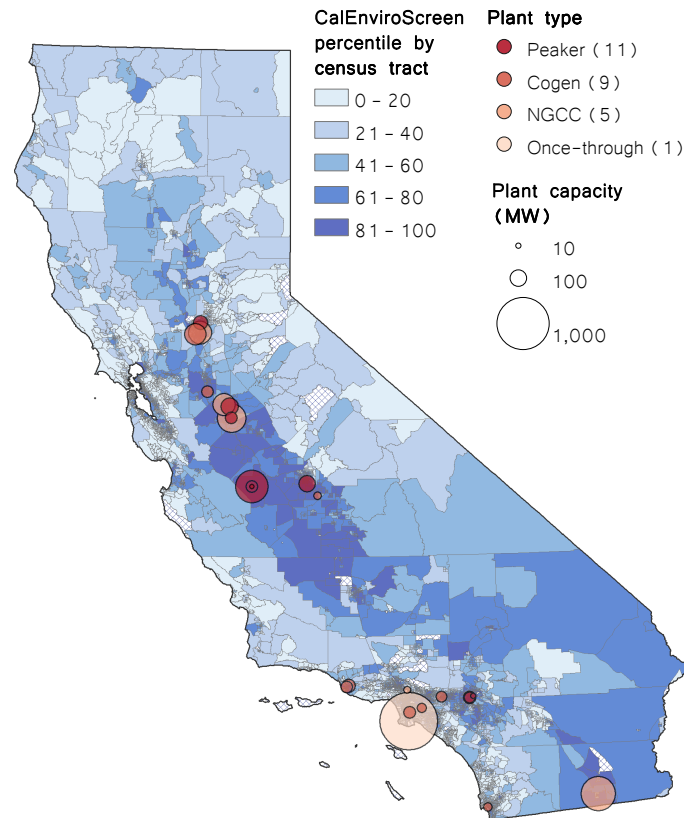 CalEnviroScreen
percentile by
census tract
0 - 20
21 - 40
41 - 60
61 - 80
81 - 100
Plant type
Peaker (11)
Cogen (9)
NGCC (5)
Once-through (1)
Plant capacity
(MW)
10
100
1,000